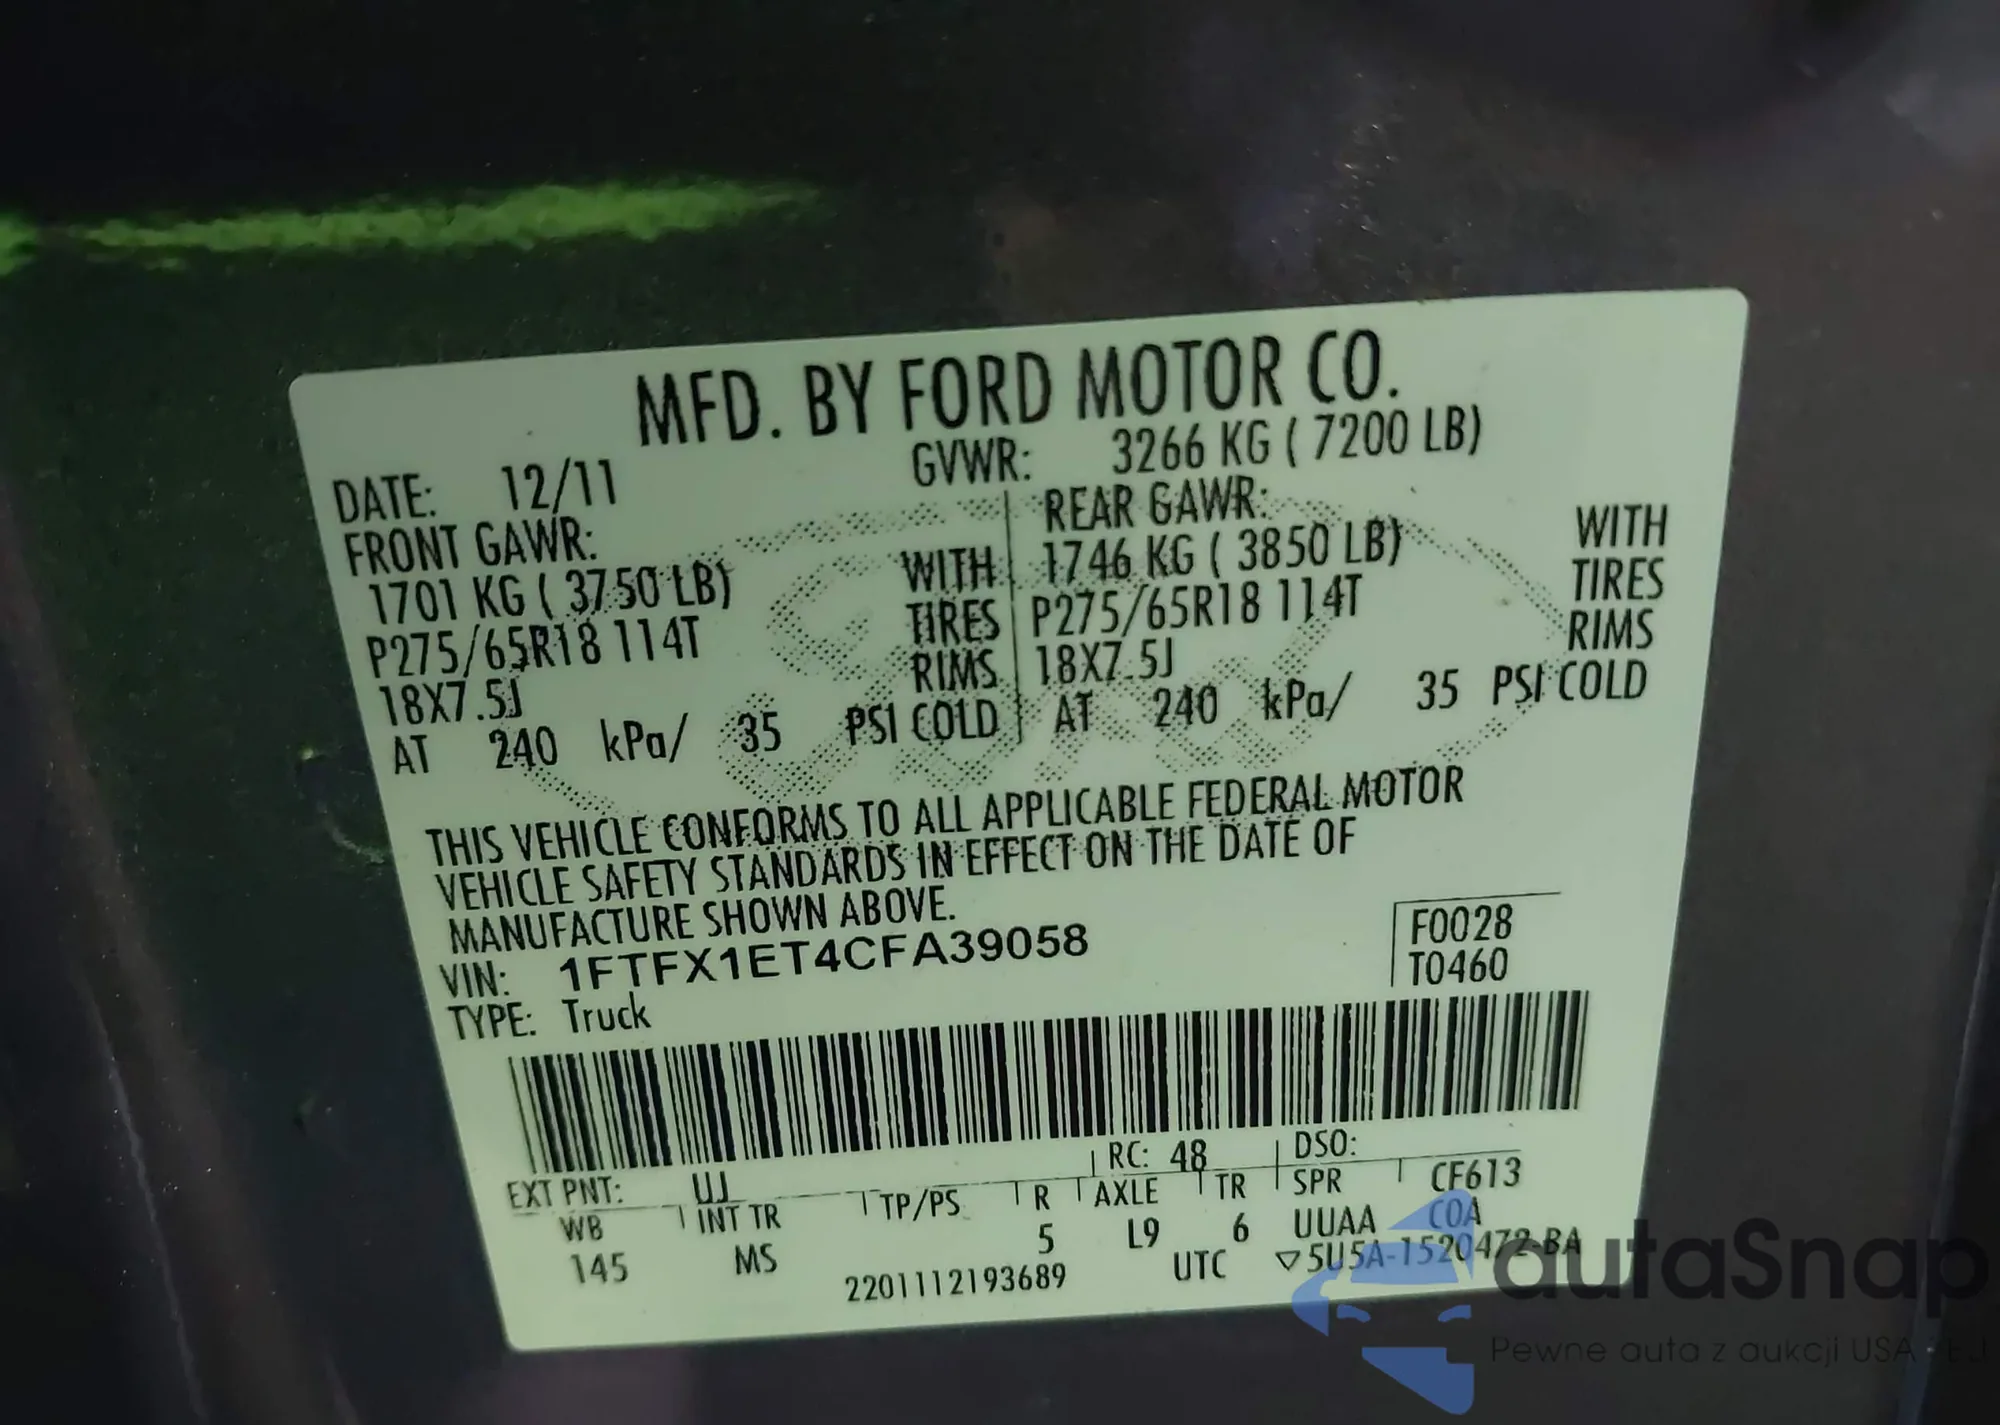 MFD. BY FORD MOTOR CO.
DATE: 12/11 GVWR: 3266 KG ( 7200 LB)
FRONT GAWR: REAR GAWR:
1701 KG ( 3750 LB) WITH 1746 KG ( 3850 LB) WITH
P275/65R18 114T TIRES P275/65R18 114T TIRES
18X7.5J RIMS 18X7.5J RIMS
AT 240 kPa/ 35 PSI COLD AT 240 kPa/ 35 PSI COLD
THIS VEHICLE CONFORMS TO ALL APPLICABLE FEDERAL MOTOR
VEHICLE SAFETY STANDARDS IN EFFECT ON THE DATE OF
MANUFACTURE SHOWN ABOVE.
VIN: 1FTFX1ET4CFA39058 F0028
TYPE: Truck T0460
EXT PNT: UJ RC: 48 DSO: CF613
WB INT TR TP/PS R AXLE TR SPR COA
145 MS 5 L9 6 UUAA
2201112193689 UTC ▽5U5A-1520472-BA
autaSnap
Pewne auta z aukcji USA i EU